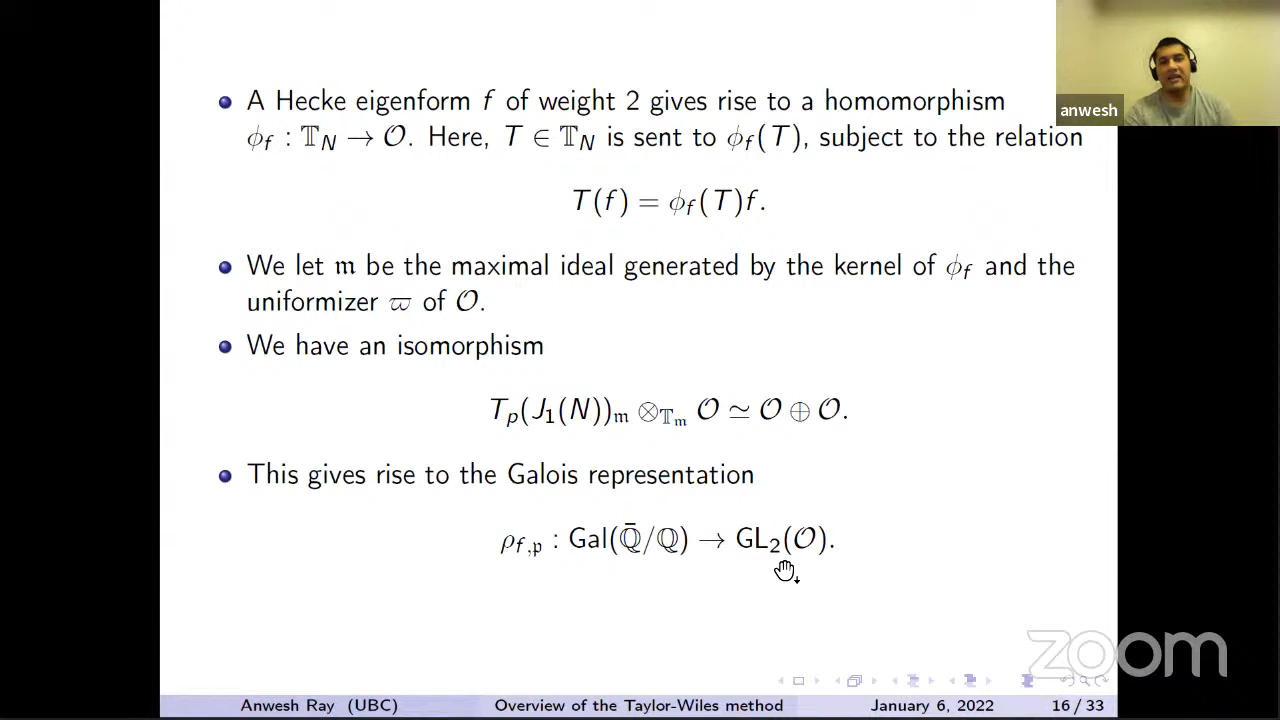 A Hecke eigenform f of weight 2 gives rise to a homomorphism
ϕ_f : 𝕋_N → 𝒪. Here, T ∈ 𝕋_N is sent to ϕ_f(T), subject to the relation
T(f) = ϕ_f(T)f.
We let 𝔪 be the maximal ideal generated by the kernel of ϕ_f and the
uniformizer ϖ of 𝒪.
We have an isomorphism
T_p(J_1(N))_𝔪 ⊗_{𝕋_𝔪} 𝒪 ≃ 𝒪 ⊕ 𝒪.
This gives rise to the Galois representation
ρ_{f,𝔭} : Gal(ℚ̄/ℚ) → GL_2(𝒪).
anwesh
zoom
Anwesh Ray (UBC) Overview of the Taylor-Wiles method January 6, 2022 16 / 33